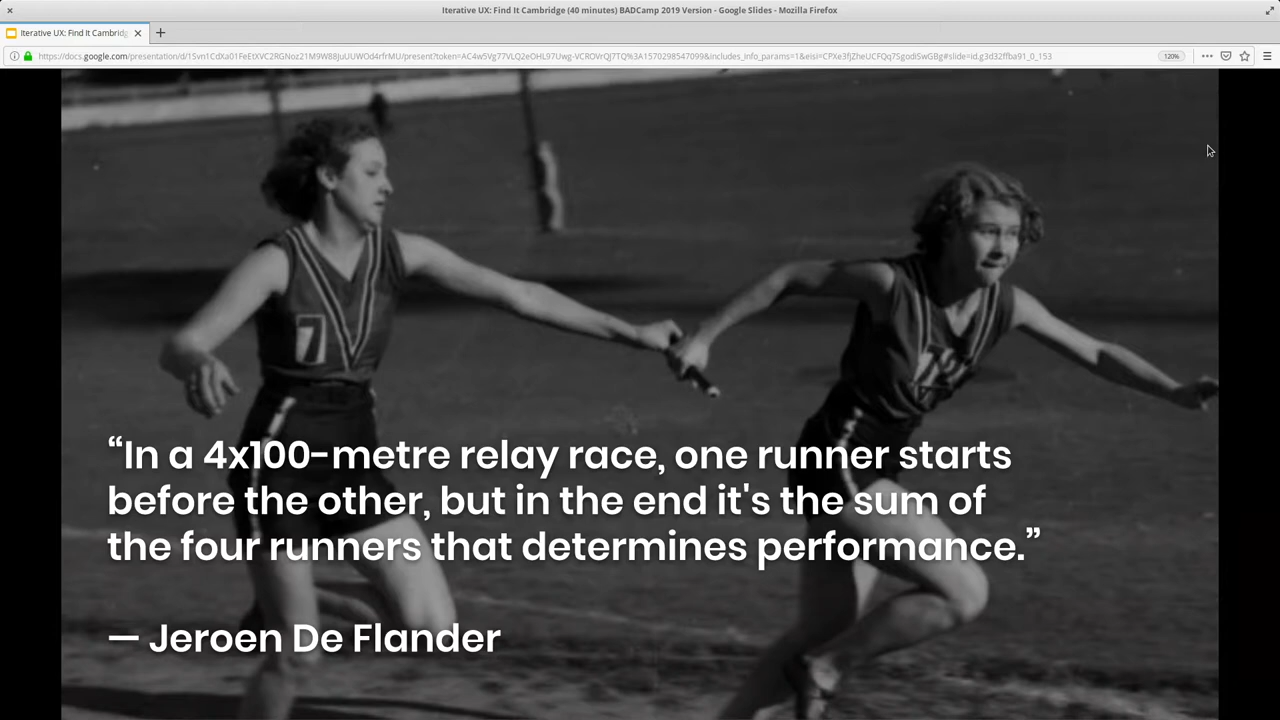 Iterative UX: Find It Cambridge (40 minutes) BADCamp 2019 Version - Google Slides - Mozilla Firefox
Iterative UX: Find It Cambridg
120%
7
“In a 4x100-metre relay race, one runner starts
before the other, but in the end it's the sum of
the four runners that determines performance.”
— Jeroen De Flander